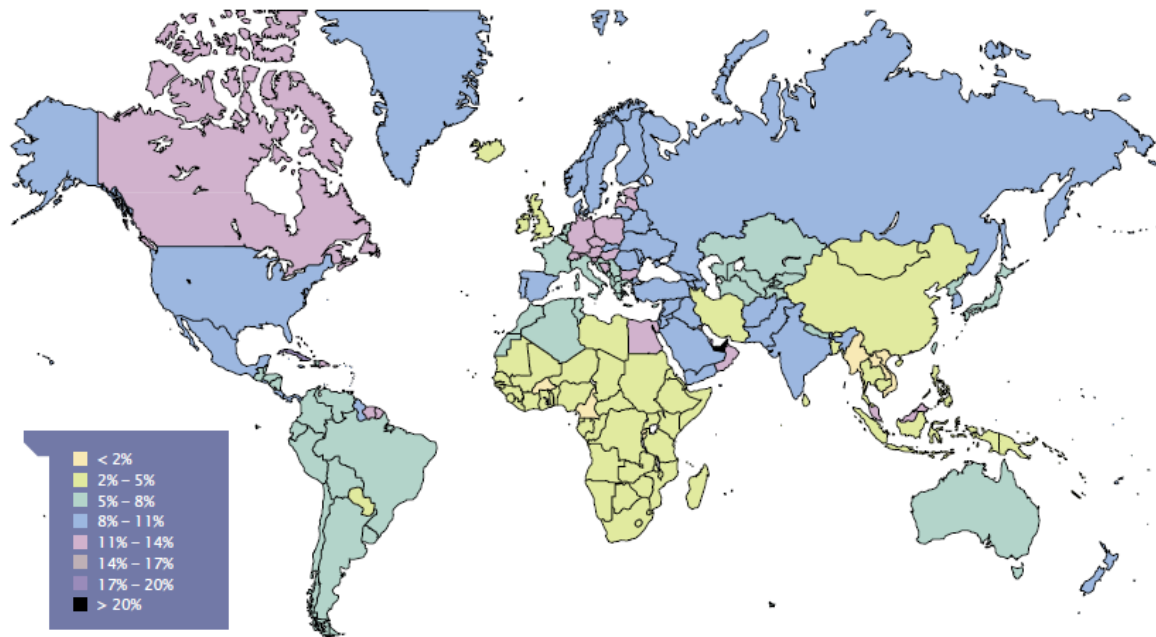 < 2%
2% – 5%
5% – 8%
8% – 11%
11% – 14%
14% – 17%
17% – 20%
> 20%